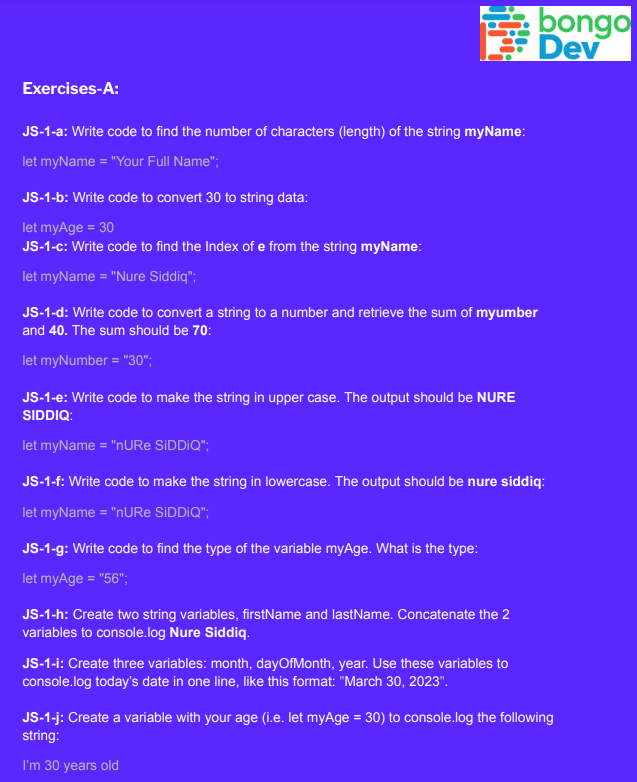 bongo
Dev
Exercises-A:
JS-1-a: Write code to find the number of characters (length) of the string myName:
let myName = "Your Full Name";
JS-1-b: Write code to convert 30 to string data:
let myAge = 30
JS-1-c: Write code to find the Index of e from the string myName:
let myName = "Nure Siddiq";
JS-1-d: Write code to convert a string to a number and retrieve the sum of myumber
and 40. The sum should be 70:
let myNumber = "30";
JS-1-e: Write code to make the string in upper case. The output should be NURE
SIDDIQ:
let myName = "nURe SiDDiQ";
JS-1-f: Write code to make the string in lowercase. The output should be nure siddiq:
let myName = "nURe SiDDiQ";
JS-1-g: Write code to find the type of the variable myAge. What is the type:
let myAge = "56";
JS-1-h: Create two string variables, firstName and lastName. Concatenate the 2
variables to console.log Nure Siddiq.
JS-1-i: Create three variables: month, dayOfMonth, year. Use these variables to
console.log today's date in one line, like this format: "March 30, 2023".
JS-1-j: Create a variable with your age (i.e. let myAge = 30) to console.log the following
string:
I'm 30 years old